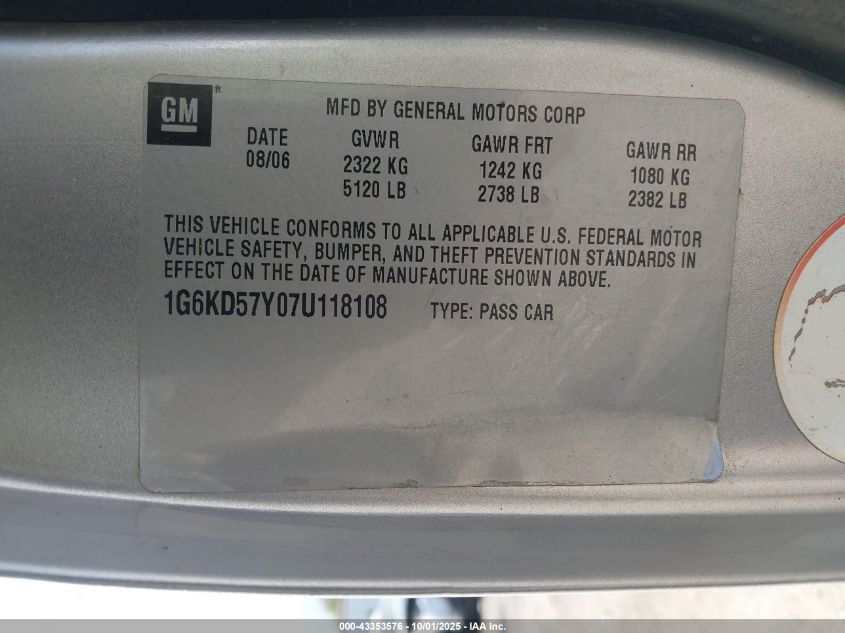 GM®
MFD BY GENERAL MOTORS CORP
DATE GVWR GAWR FRT GAWR RR
08/06 2322 KG 1242 KG 1080 KG
5120 LB 2738 LB 2382 LB
THIS VEHICLE CONFORMS TO ALL APPLICABLE U.S. FEDERAL MOTOR
VEHICLE SAFETY, BUMPER, AND THEFT PREVENTION STANDARDS IN
EFFECT ON THE DATE OF MANUFACTURE SHOWN ABOVE.
1G6KD57Y07U118108 TYPE: PASS CAR
000-43353576 - 10/01/2025 - IAA Inc.